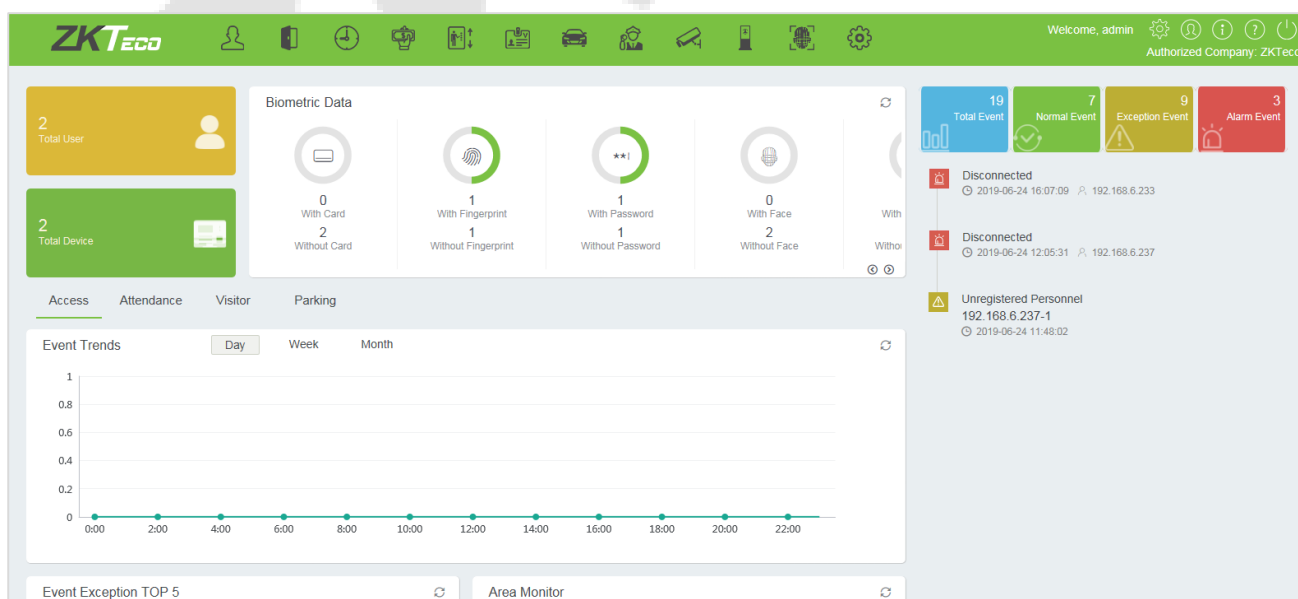 ZKTeco
Welcome, admin
Authorized Company: ZKTeco
2
Total User
2
Total Device
Biometric Data
0
With Card
2
Without Card
1
With Fingerprint
1
Without Fingerprint
**|
1
With Password
1
Without Password
0
With Face
2
Without Face
With
Witho
19
Total Event
7
Normal Event
9
Exception Event
3
Alarm Event
Disconnected
2019-06-24 16:07:09 192.168.6.233
Disconnected
2019-06-24 12:05:31 192.168.6.237
Unregistered Personnel
192.168.6.237-1
2019-06-24 11:48:02
Access Attendance Visitor Parking
Event Trends Day Week Month
1
0.8
0.6
0.4
0.2
0
0:00 2:00 4:00 6:00 8:00 10:00 12:00 14:00 16:00 18:00 20:00 22:00
Event Exception TOP 5
Area Monitor